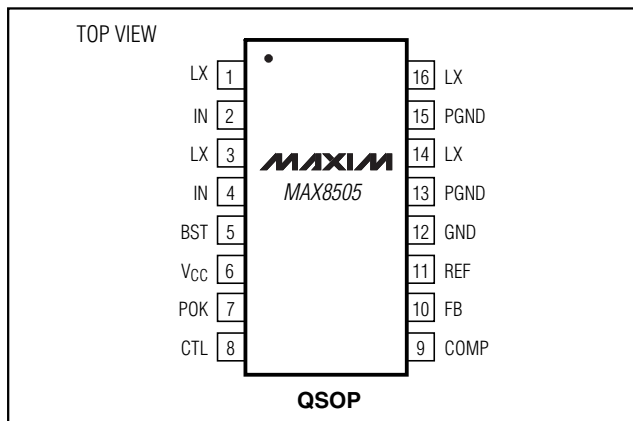 TOP VIEW
LX 1
IN 2
LX 3
IN 4
BST 5
VCC 6
POK 7
CTL 8
MAXIM
MAX8505
16 LX
15 PGND
14 LX
13 PGND
12 GND
11 REF
10 FB
9 COMP
QSOP